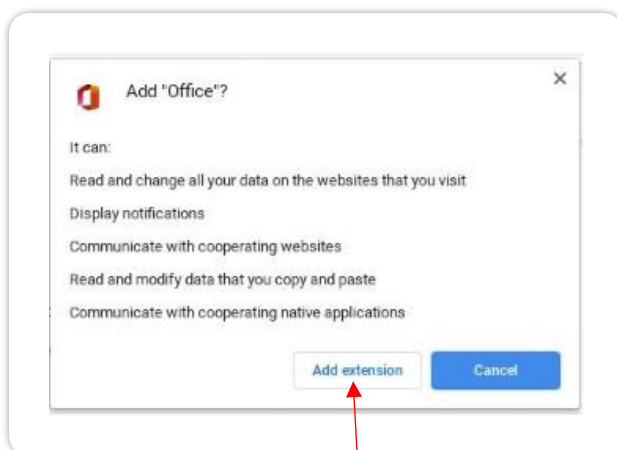 Add "Office"?
It can:
Read and change all your data on the websites that you visit
Display notifications
Communicate with cooperating websites
Read and modify data that you copy and paste
Communicate with cooperating native applications
Add extension
Cancel